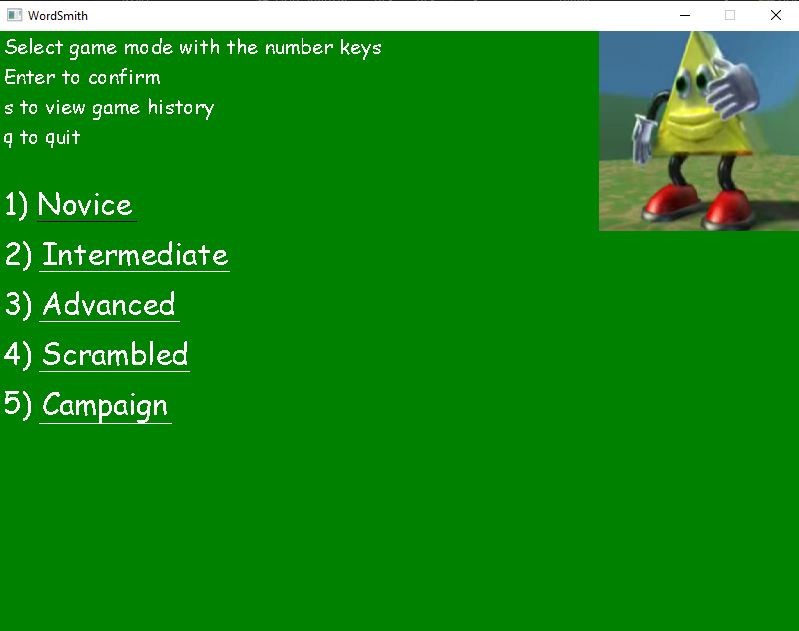 WordSmith
Select game mode with the number keys
Enter to confirm
s to view game history
q to quit
1) Novice
2) Intermediate
3) Advanced
4) Scrambled
5) Campaign